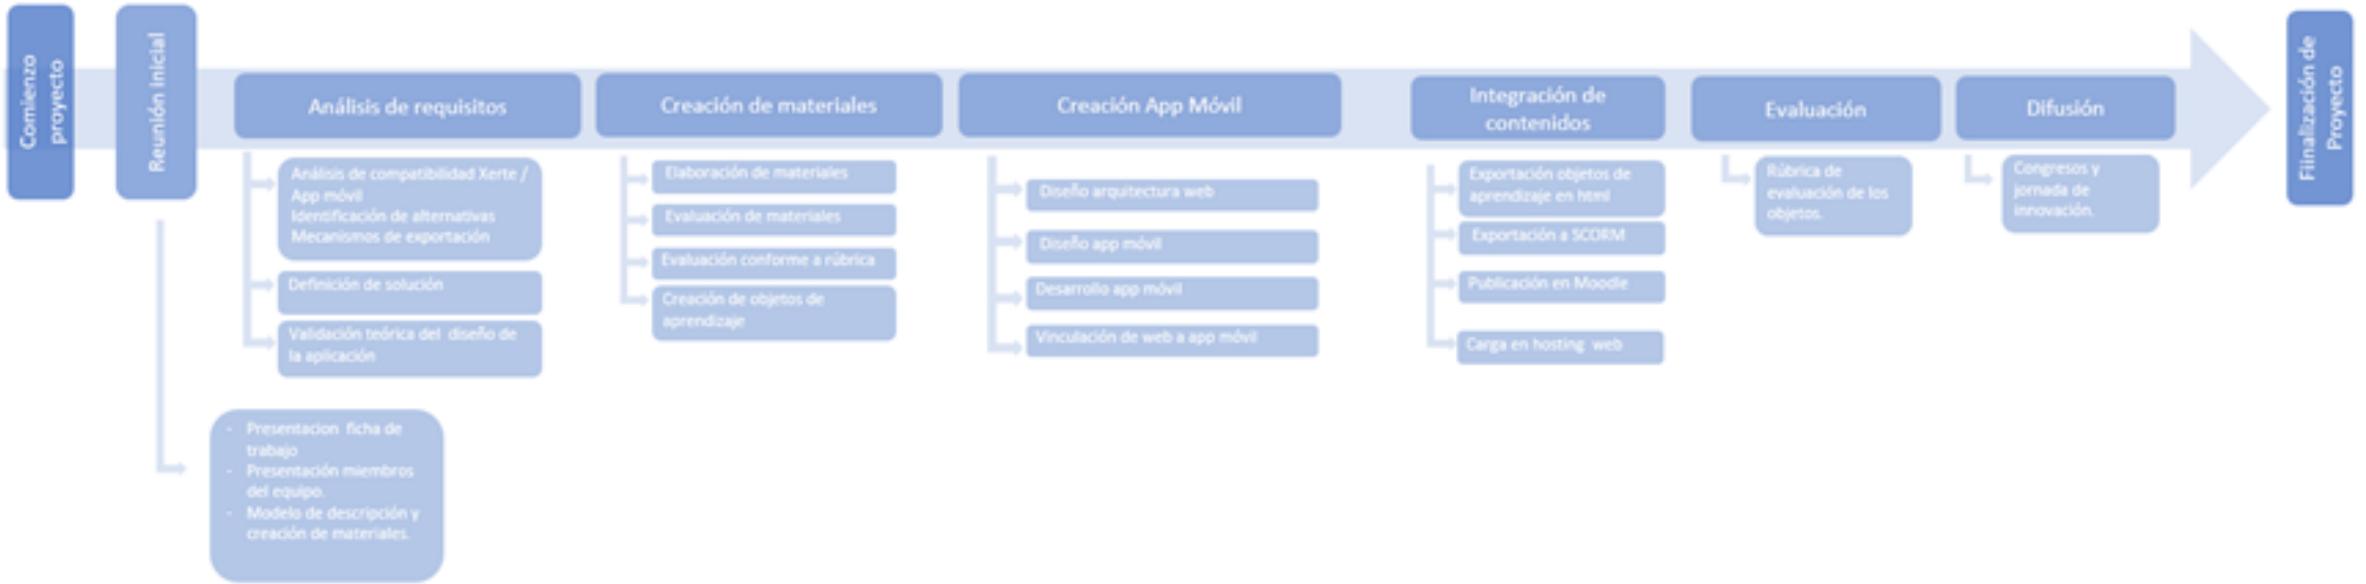 Comienzo
proyecto
Reunión inicial
Análisis de requisitos
Análisis de compatibilidad Xerte /
App móvil
Identificación de alternativas
Mecanismos de exportación
Definición de solución
Validación teórica del diseño de
la aplicación
- Presentacion ficha de
trabajo
- Presentación miembros
del equipo.
- Modelo de descripción y
creación de materiales.
Creación de materiales
Elaboración de materiales
Evaluación de materiales
Evaluación conforme a rúbrica
Creación de objetos de
aprendizaje
Creación App Móvil
Diseño arquitectura web
Diseño app móvil
Desarrollo app móvil
Vinculación de web a app móvil
Integración de
contenidos
Exportación objetos de
aprendizaje en html
Exportación a SCORM
Publicación en Moodle
Carga en hosting web
Evaluación
Rúbrica de
evaluación de los
objetos.
Difusión
Congresos y
jornada de
innovación.
Fiinalización de
Proyecto